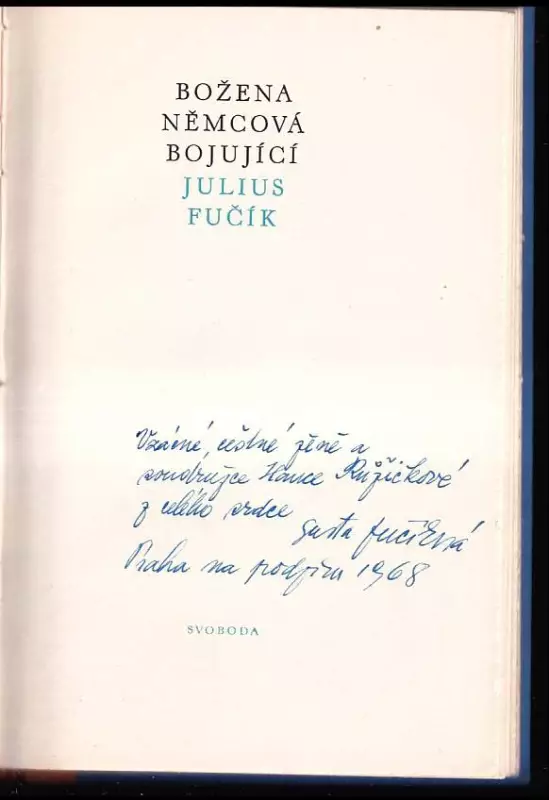 BOŽENA
NĚMCOVÁ
BOJUJÍCÍ
JULIUS
FUČÍK
Vzácné, čestné ženě a
soudružce Hance Růžičkové
z celého srdce
Gusta Fučíková
Praha na podzim 1968
SVOBODA